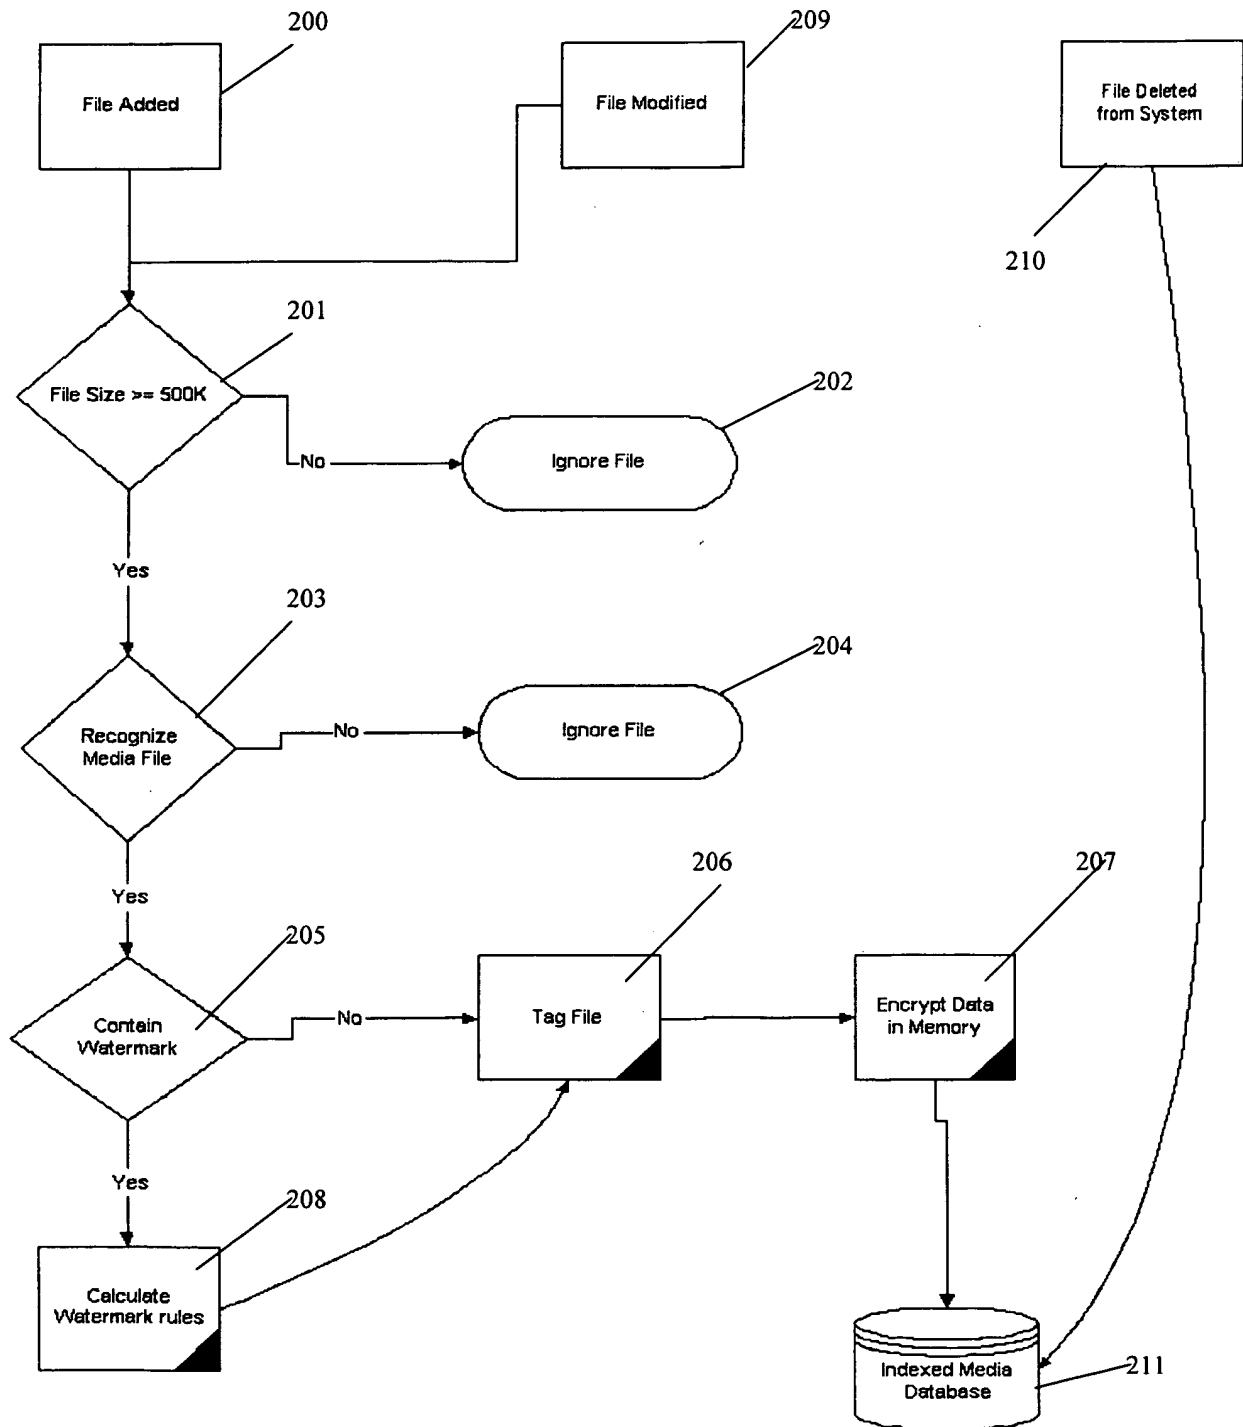 200
209
File Added
File Modified
File Deleted
from System
210
201
File Size >= 500K
202
No
Ignore File
Yes
203
204
Recognize
Media File
No
Ignore File
Yes
205
206
207
Contain
Watermark
No
Tag File
Encrypt Data
in Memory
Yes
208
Calculate
Watermark rules
Indexed Media
Database
211